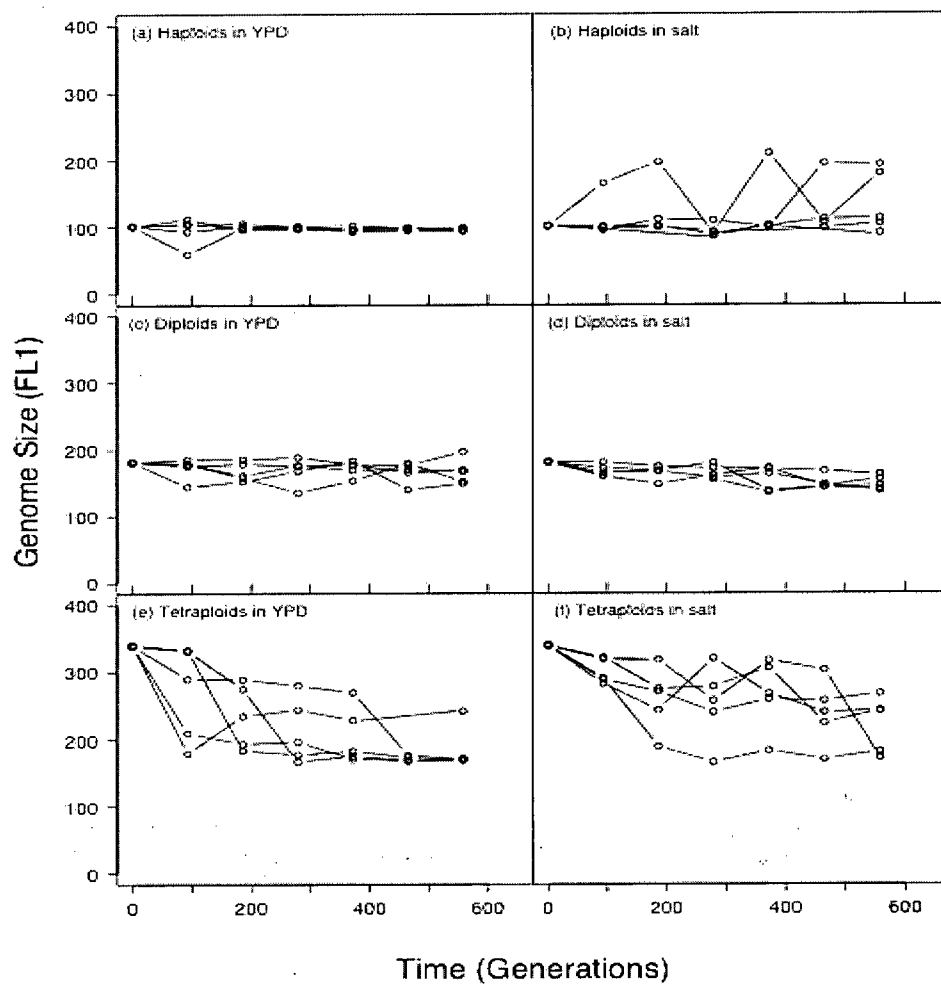 (a) Haploids in YPD
(b) Haploids in salt
400
300
200
100
0
(c) Diploids in YPD
(d) Diploids in salt
400
300
200
100
0
Genome Size (FL1)
(e) Tetraploids in YPD
(f) Tetraploids in salt
400
300
200
100
0
0 200 400 600 0 200 400 600
Time (Generations)